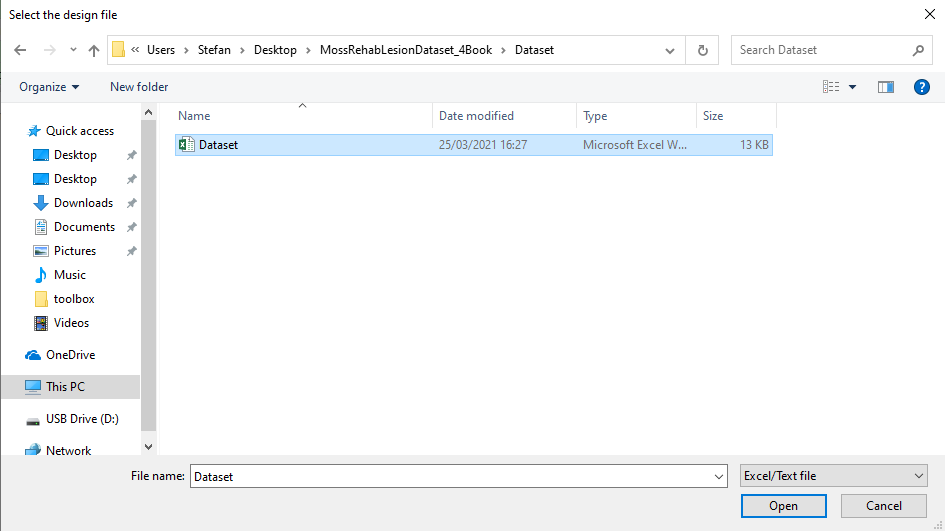 Select the design file
« Users > Stefan > Desktop > MossRehabLesionDataset_4Book > Dataset
Search Dataset
Organize
New folder
Name Date modified Type Size
Dataset 25/03/2021 16:27 Microsoft Excel W... 13 KB
Quick access
Desktop
Desktop
Downloads
Documents
Pictures
Music
toolbox
Videos
OneDrive
This PC
USB Drive (D:)
Network
File name: Dataset
Excel/Text file
Open
Cancel